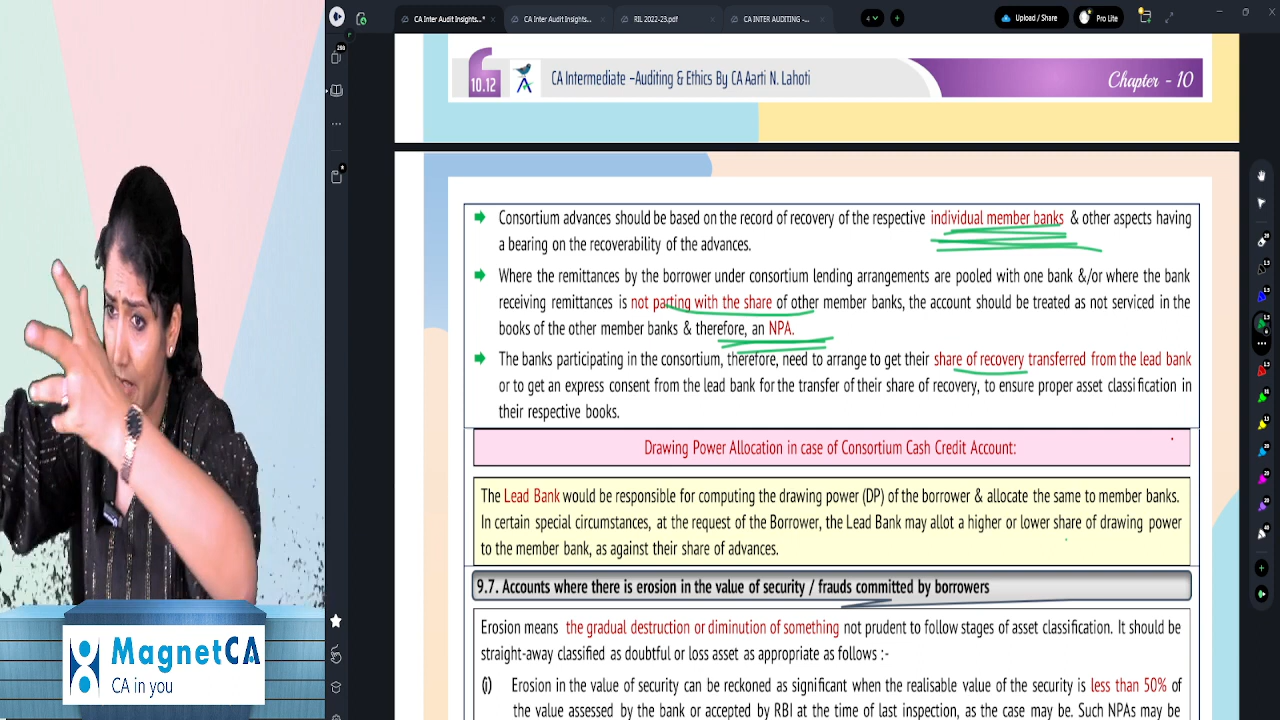 CA Inter Audit Insights...*
CA Inter Audit Insights...
RIL 2022-23.pdf
CA INTER AUDITING -...
4
Upload / Share
Pro Lite
10.12
CA Intermediate –Auditing & Ethics By CA Aarti N. Lahoti
Chapter - 10
Consortium advances should be based on the record of recovery of the respective individual member banks & other aspects having
a bearing on the recoverability of the advances.
Where the remittances by the borrower under consortium lending arrangements are pooled with one bank &/or where the bank
receiving remittances is not parting with the share of other member banks, the account should be treated as not serviced in the
books of the other member banks & therefore, an NPA.
The banks participating in the consortium, therefore, need to arrange to get their share of recovery transferred from the lead bank
or to get an express consent from the lead bank for the transfer of their share of recovery, to ensure proper asset classification in
their respective books.
Drawing Power Allocation in case of Consortium Cash Credit Account:
The Lead Bank would be responsible for computing the drawing power (DP) of the borrower & allocate the same to member banks.
In certain special circumstances, at the request of the Borrower, the Lead Bank may allot a higher or lower share of drawing power
to the member bank, as against their share of advances.
9.7. Accounts where there is erosion in the value of security / frauds committed by borrowers
Erosion means the gradual destruction or diminution of something not prudent to follow stages of asset classification. It should be
straight-away classified as doubtful or loss asset as appropriate as follows :-
(i) Erosion in the value of security can be reckoned as significant when the realisable value of the security is less than 50% of
the value assessed by the bank or accepted by RBI at the time of last inspection, as the case may be. Such NPAs may be
MagnetCA
CA in you